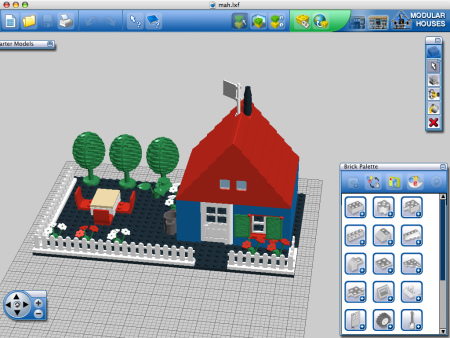 mah.lxf
MODULAR
HOUSES
arter Models
Brick Palette